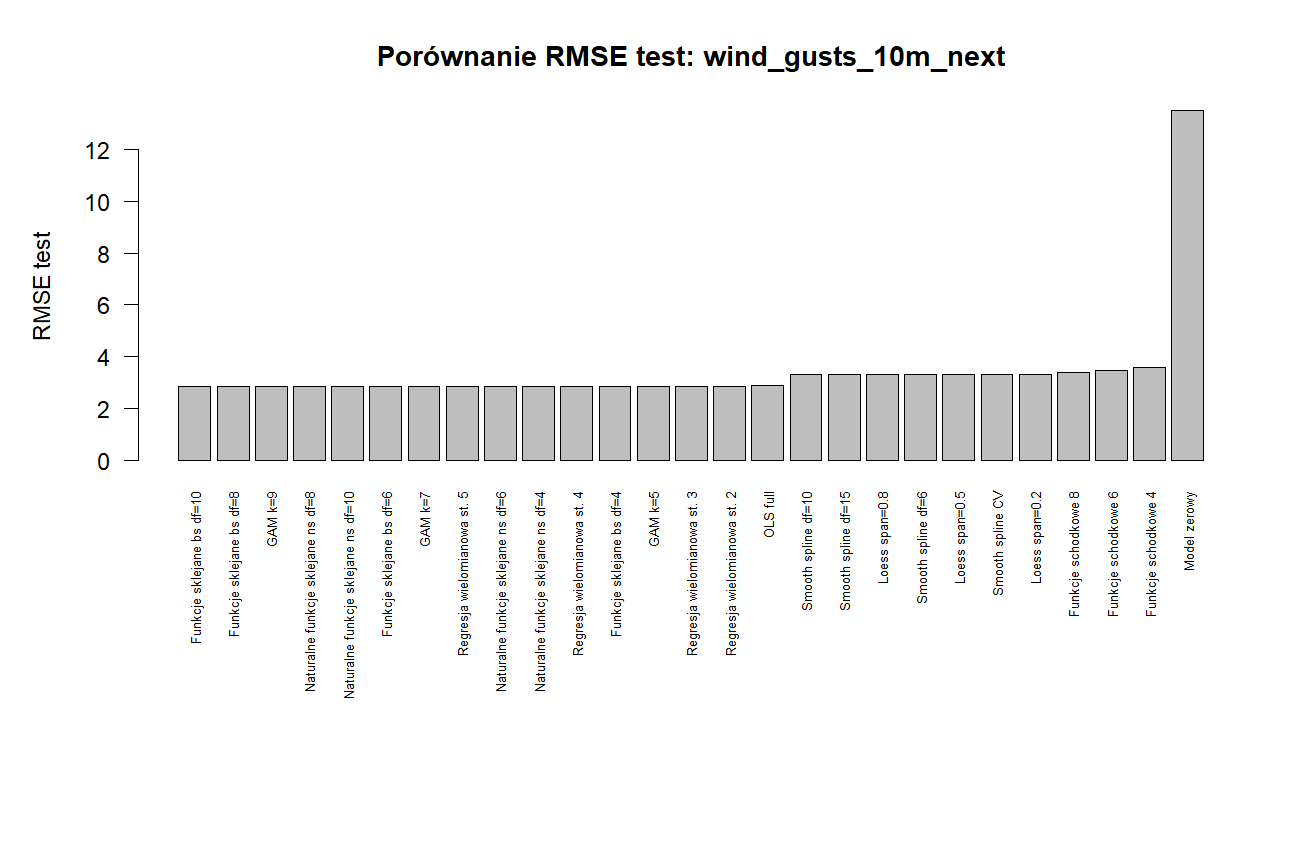 Porównanie RMSE test: wind_gusts_10m_next
RMSE test
12
10
8
6
4
2
0
Funkcje sklejane bs df=10
Funkcje sklejane bs df=8
GAM k=9
Naturalne funkcje sklejane ns df=8
Naturalne funkcje sklejane ns df=10
Funkcje sklejane bs df=6
GAM k=7
Regresja wielomianowa st. 5
Naturalne funkcje sklejane ns df=6
Naturalne funkcje sklejane ns df=4
Regresja wielomianowa st. 4
Funkcje sklejane bs df=4
GAM k=5
Regresja wielomianowa st. 3
Regresja wielomianowa st. 2
OLS full
Smooth spline df=10
Smooth spline df=15
Loess span=0.8
Smooth spline df=6
Loess span=0.5
Smooth spline CV
Loess span=0.2
Funkcje schodkowe 8
Funkcje schodkowe 6
Funkcje schodkowe 4
Model zerowy